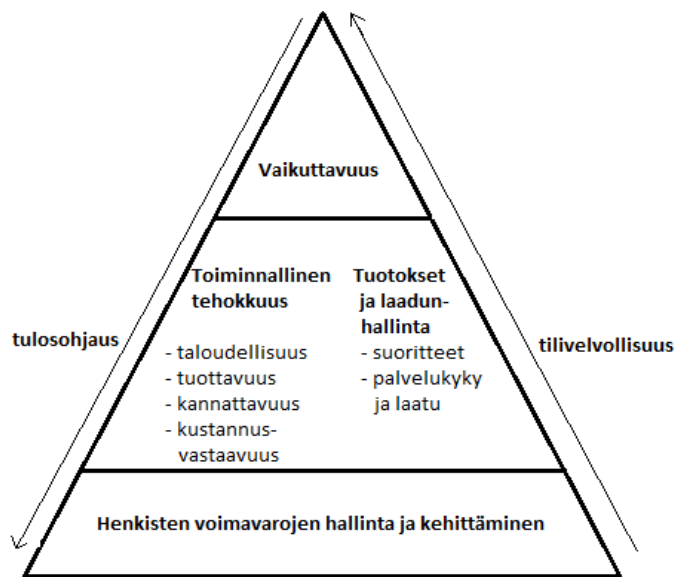 Vaikuttavuus
Toiminnallinen
tehokkuus
- taloudellisuus
- tuottavuus
- kannattavuus
- kustannus-
vastaavuus
Tuotokset
ja laadun-
hallinta
- suoritteet
- palvelukyky
ja laatu
tulosohjaus
tilivelvollisuus
Henkisten voimavarojen hallinta ja kehittäminen